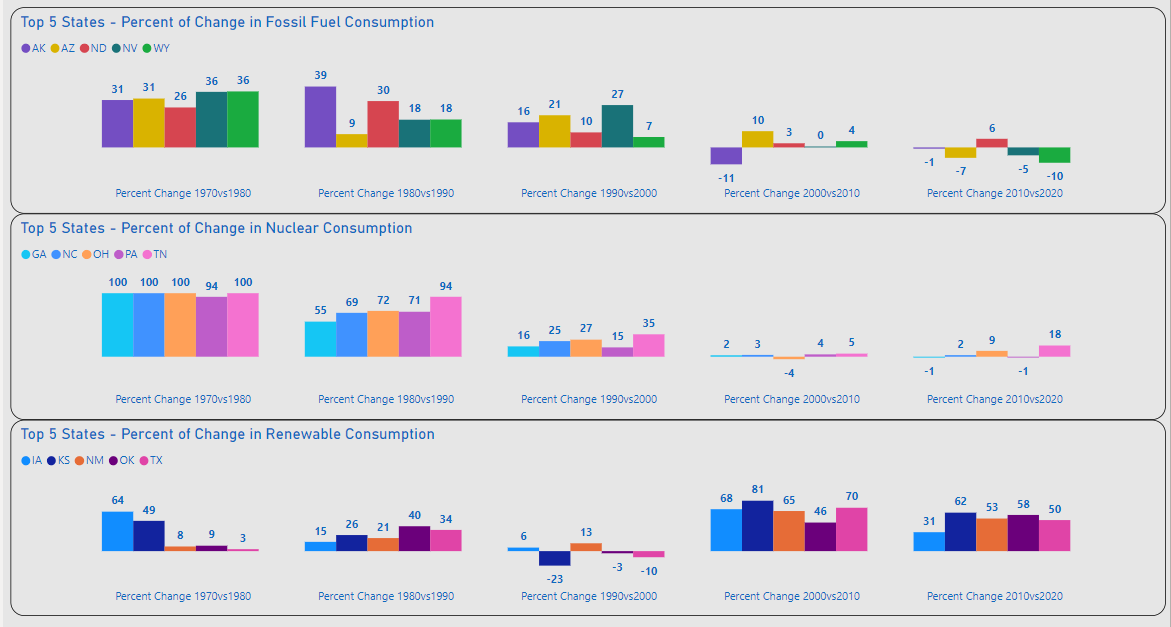 Top 5 States - Percent of Change in Fossil Fuel Consumption
AK AZ ND NV WY
31 31 26 36 36
39 9 30 18 18
16 21 10 27 7
-11 10 3 0 4
-1 -7 6 -5 -10
Percent Change 1970vs1980 Percent Change 1980vs1990 Percent Change 1990vs2000 Percent Change 2000vs2010 Percent Change 2010vs2020
Top 5 States - Percent of Change in Nuclear Consumption
GA NC OH PA TN
100 100 100 94 100
55 69 72 71 94
16 25 27 15 35
2 3 -4 4 5
-1 2 9 -1 18
Percent Change 1970vs1980 Percent Change 1980vs1990 Percent Change 1990vs2000 Percent Change 2000vs2010 Percent Change 2010vs2020
Top 5 States - Percent of Change in Renewable Consumption
IA KS NM OK TX
64 49 8 9 3
15 26 21 40 34
6 -23 13 -3 -10
68 81 65 46 70
31 62 53 58 50
Percent Change 1970vs1980 Percent Change 1980vs1990 Percent Change 1990vs2000 Percent Change 2000vs2010 Percent Change 2010vs2020